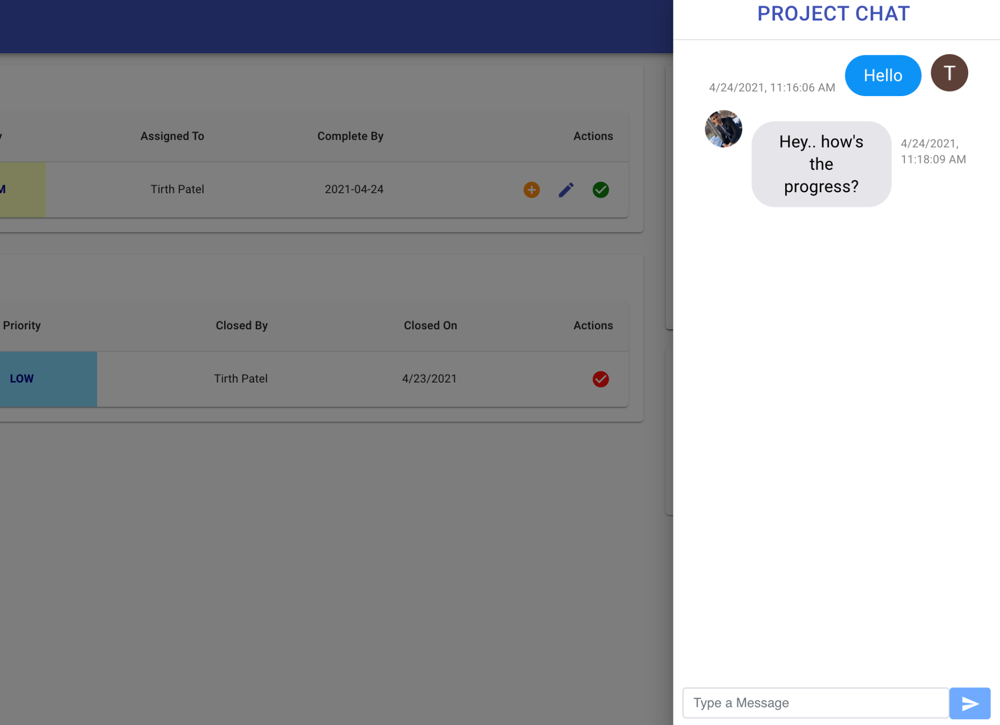 PROJECT CHAT
Hello
T
4/24/2021, 11:16:06 AM
Hey.. how's
the
progress?
4/24/2021,
11:18:09 AM
Assigned To
Complete By
Actions
Tirth Patel
2021-04-24
Priority
Closed By
Closed On
Actions
LOW
Tirth Patel
4/23/2021
Type a Message